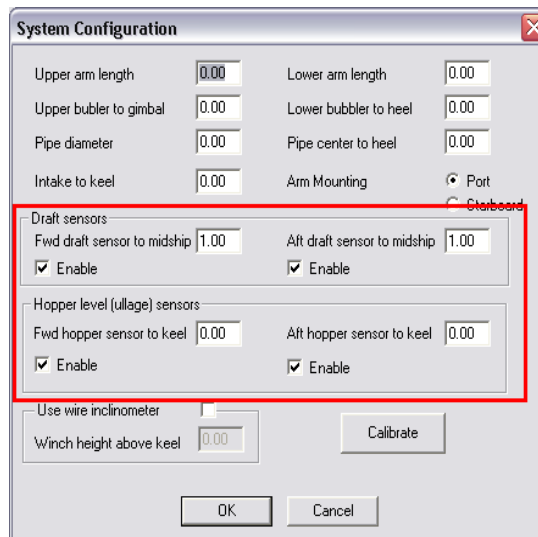 System Configuration
Upper arm length 0.00 Lower arm length 0.00
Upper bubler to gimbal 0.00 Lower bubbler to heel 0.00
Pipe diameter 0.00 Pipe center to heel 0.00
Intake to keel 0.00 Arm Mounting Port
Starboard
Draft sensors
Fwd draft sensor to midship 1.00 Aft draft sensor to midship 1.00
Enable Enable
Hopper level (ullage) sensors
Fwd hopper sensor to keel 0.00 Aft hopper sensor to keel 0.00
Enable Enable
Use wire inclinometer
Winch height above keel 0.00 Calibrate
OK Cancel